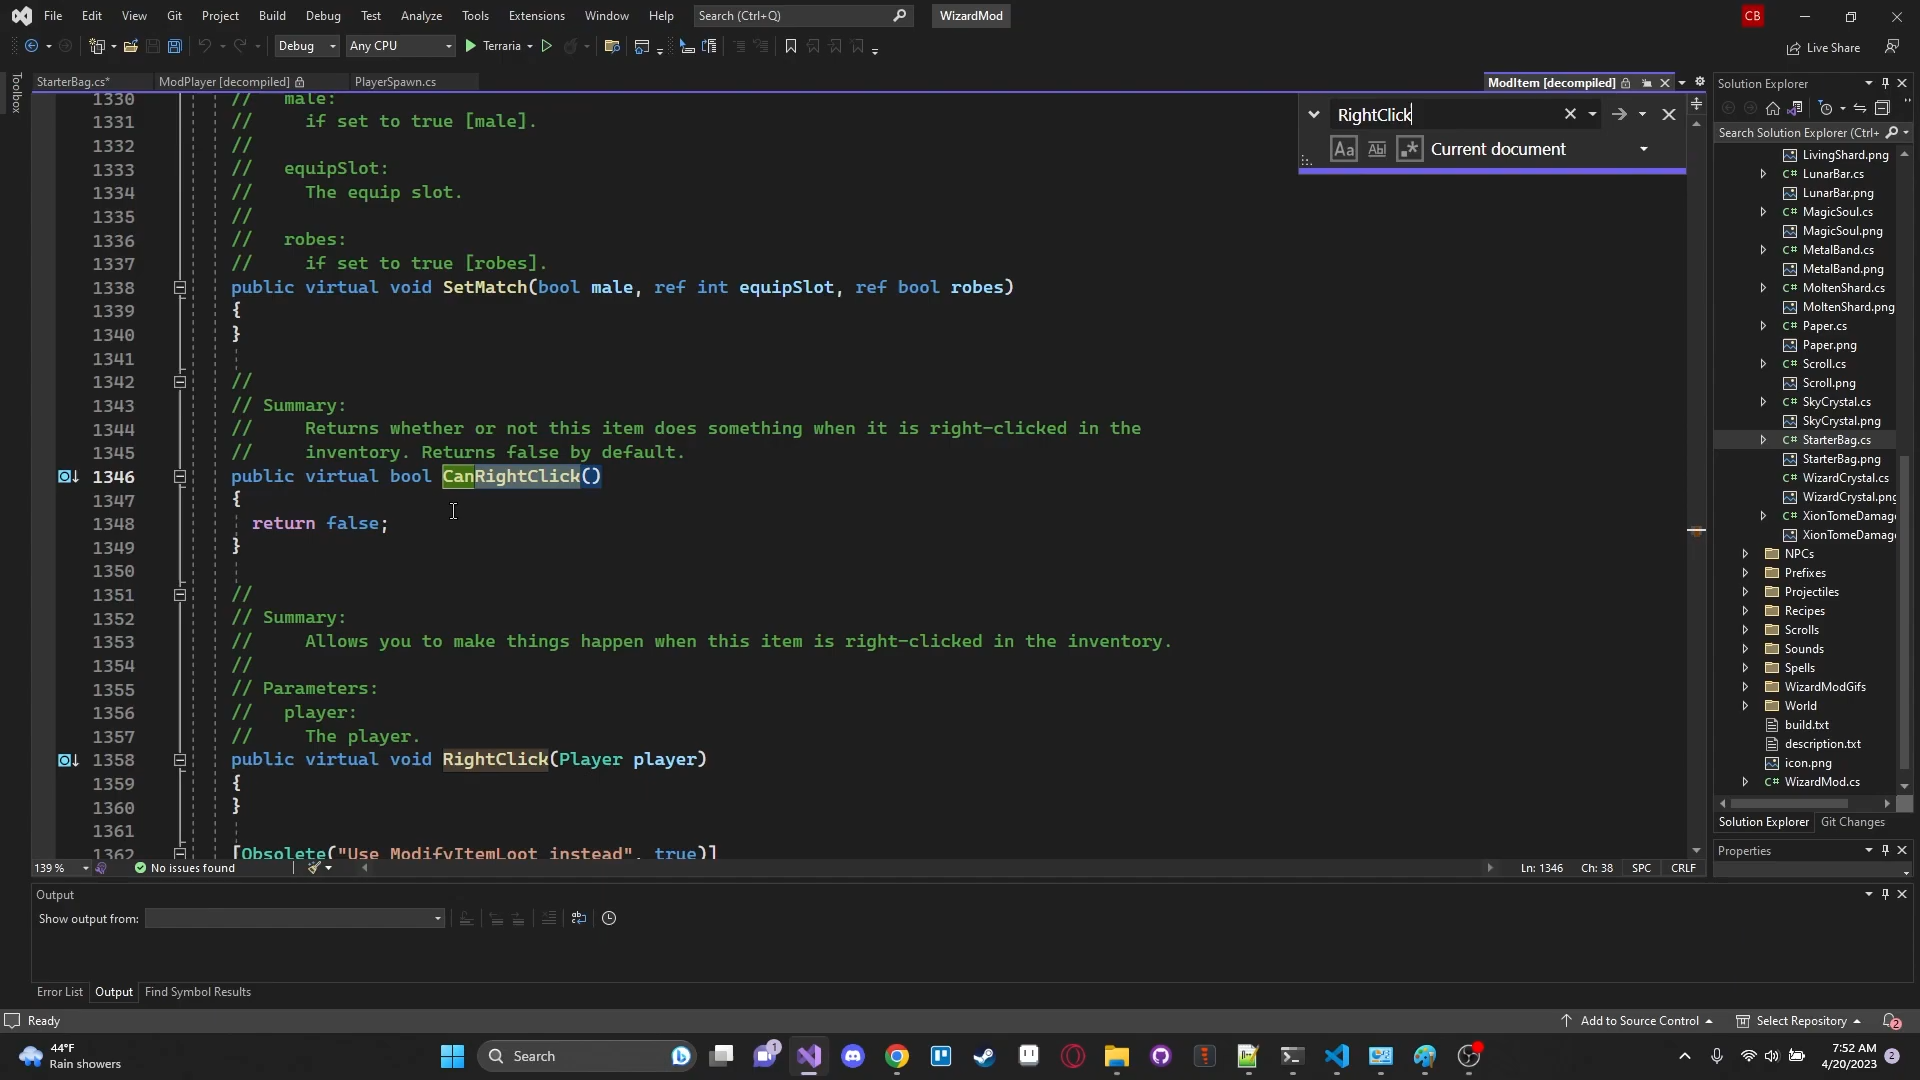 File Edit View Git Project Build Debug Test Analyze Tools Extensions Window Help Search (Ctrl+Q) WizardMod CB
Debug Any CPU Terraria Live Share
Toolbox
StarterBag.cs* ModPlayer [decompiled] PlayerSpawn.cs ModItem [decompiled]
RightClick
Aa Abl .* Current document
1330 // male:
1331 // if set to true [male].
1332 //
1333 // equipSlot:
1334 // The equip slot.
1335 //
1336 // robes:
1337 // if set to true [robes].
1338 public virtual void SetMatch(bool male, ref int equipSlot, ref bool robes)
1339 {
1340 }
1341
1342 //
1343 // Summary:
1344 // Returns whether or not this item does something when it is right-clicked in the
1345 // inventory. Returns false by default.
1346 public virtual bool CanRightClick()
1347 {
1348 return false;
1349 }
1350
1351 //
1352 // Summary:
1353 // Allows you to make things happen when this item is right-clicked in the inventory.
1354 //
1355 // Parameters:
1356 // player:
1357 // The player.
1358 public virtual void RightClick(Player player)
1359 {
1360 }
1361
1362 [Obsolete("Use ModifyItemLoot instead", true)]
139 % No issues found Ln: 1346 Ch: 38 SPC CRLF
Solution Explorer
Search Solution Explorer (Ctrl+
LivingShard.png
C# LunarBar.cs
LunarBar.png
C# MagicSoul.cs
MagicSoul.png
C# MetalBand.cs
MetalBand.png
C# MoltenShard.cs
MoltenShard.png
C# Paper.cs
Paper.png
C# Scroll.cs
Scroll.png
C# SkyCrystal.cs
SkyCrystal.png
C# StarterBag.cs
StarterBag.png
C# WizardCrystal.cs
WizardCrystal.png
C# XionTomeDamag
XionTomeDamag
NPCs
Prefixes
Projectiles
Recipes
Scrolls
Sounds
Spells
WizardModGifs
World
build.txt
description.txt
icon.png
C# WizardMod.cs
Solution Explorer Git Changes
Properties
Output
Show output from:
Error List Output Find Symbol Results
Ready Add to Source Control Select Repository 2
44°F
Rain showers
Search
1
7:52 AM
4/20/2023
2